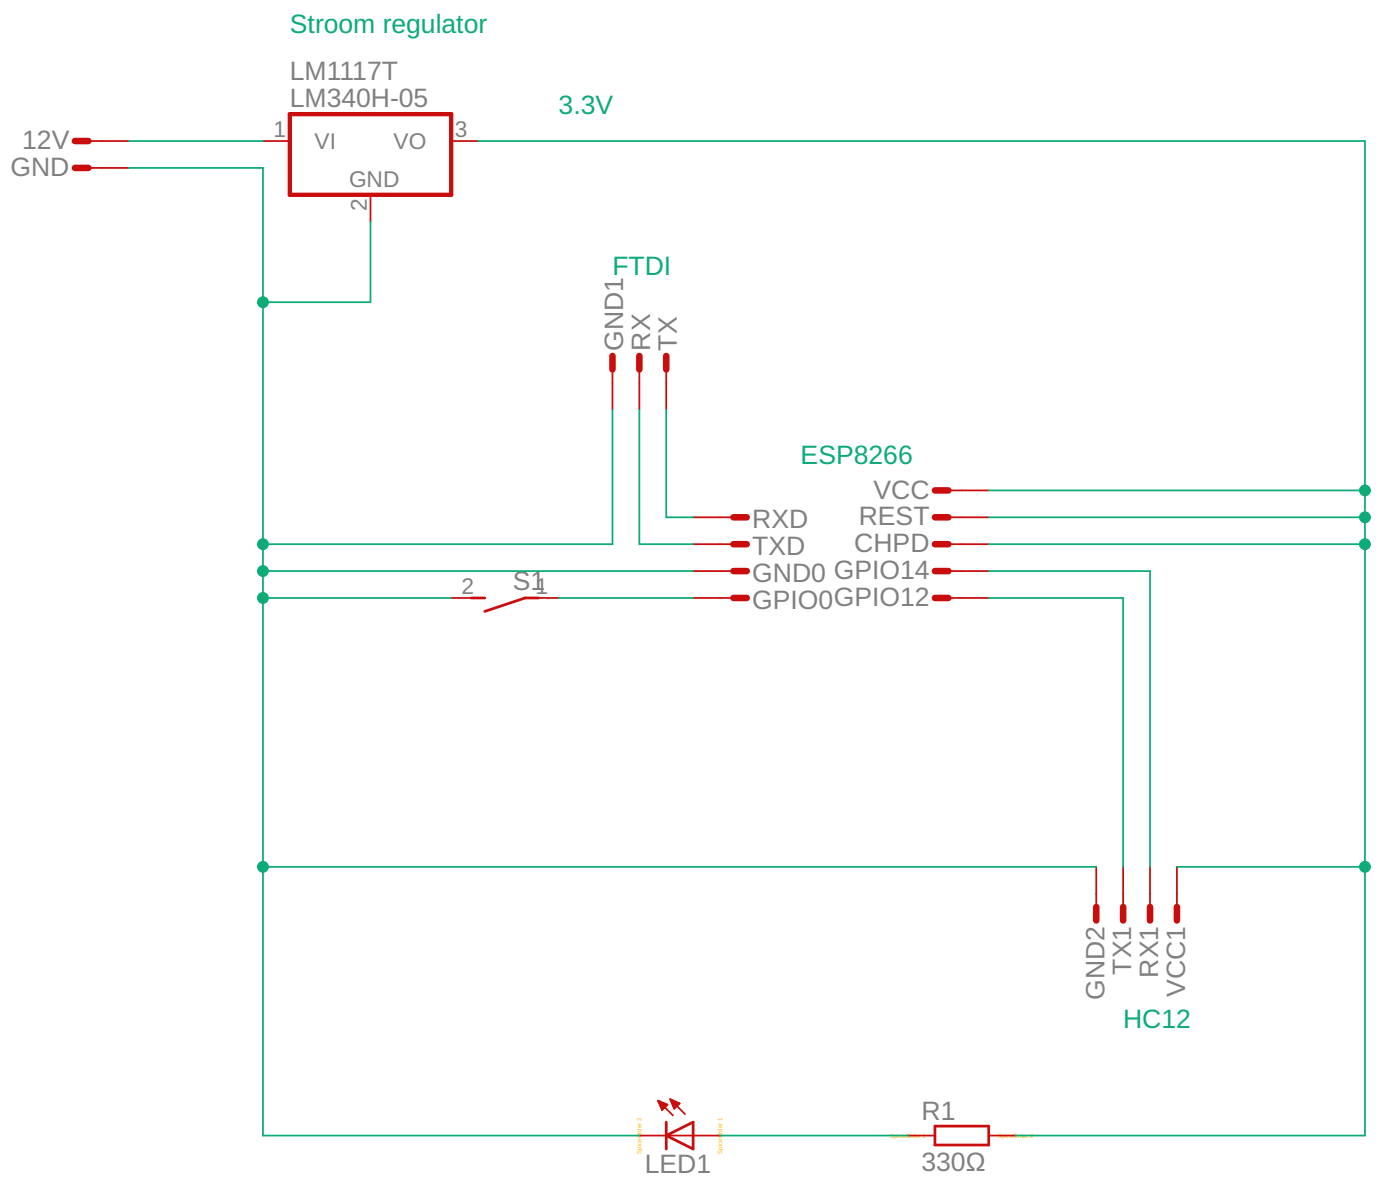 Stroom regulator
LM1117T
LM340H-05
3.3V
12V
GND
1
VI
VO
3
GND
2
FTDI
GND1
RX
TX
ESP8266
VCC
RXD
REST
TXD
CHPD
GND0
GPIO14
2
S1
1
GPIO0
GPIO12
GND2
TX1
RX1
VCC1
HC12
R1
LED1
330Ω